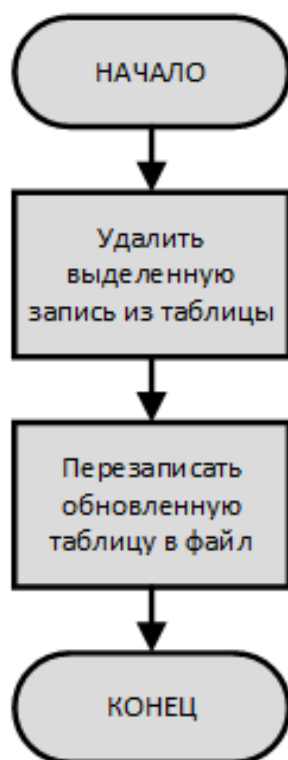 НАЧАЛО
Удалить
выделенную
запись из таблицы
Перезаписать
обновленную
таблицу в файл
КОНЕЦ